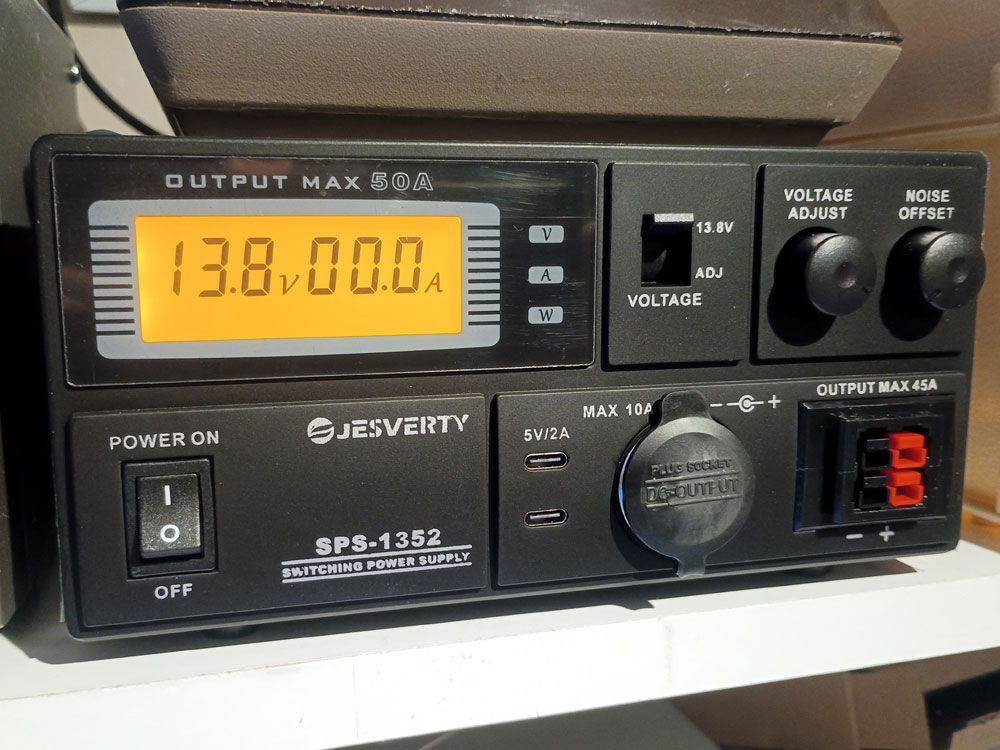 OUTPUT MAX 50A
13.8V 00.0A
V
A
W
13.8V
ADJ
VOLTAGE
VOLTAGE ADJUST
NOISE OFFSET
POWER ON
I
O
OFF
JESVERTY
SPS-1352
SWITCHING POWER SUPPLY
5V/2A
MAX 10A
- +
PLUG SOCKET
DC-OUTPUT
OUTPUT MAX 45A
- +